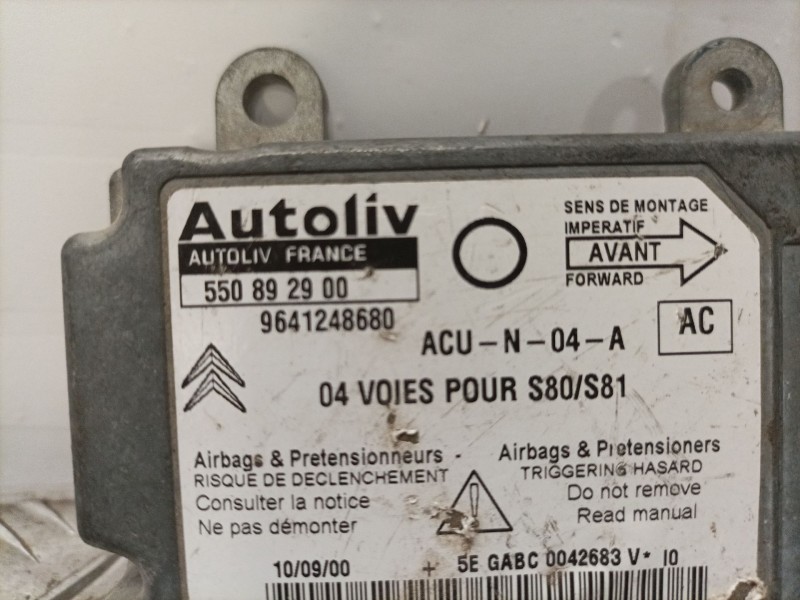 Autoliv
AUTOLIV FRANCE
550 89 29 00
9641248680
SENS DE MONTAGE
IMPERATIF
AVANT
FORWARD
ACU-N-04-A
AC
04 VOIES POUR S80/S81
Airbags & Pretensionneurs -
RISQUE DE DECLENCHEMENT
Consulter la notice
Ne pas démonter
Airbags & Pretensioners
TRIGGERING HASARD
Do not remove
Read manual
!
10/09/00 + 5E GABC 0042683 V* I0